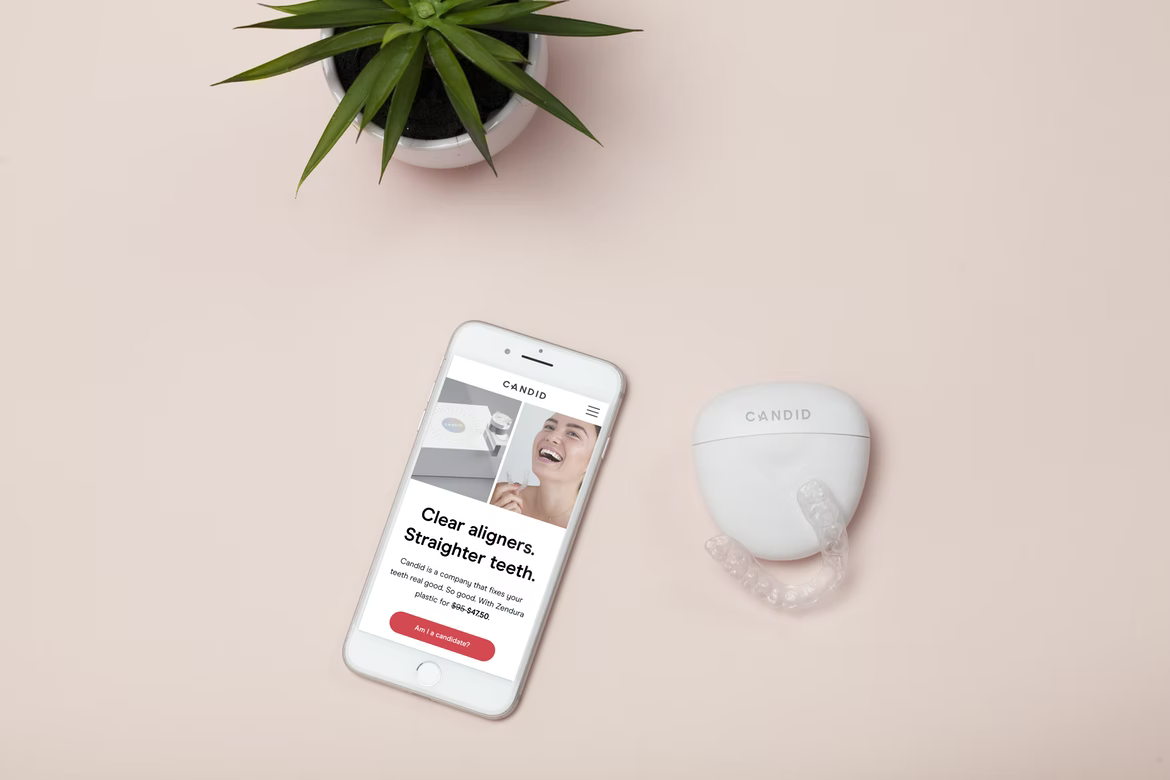 CANDID
Clear aligners.
Straighter teeth.
Candid is a company that fixes your
teeth real good. So good. With Zendura
plastic for $95 $47.50.
Am I a candidate?
CANDID